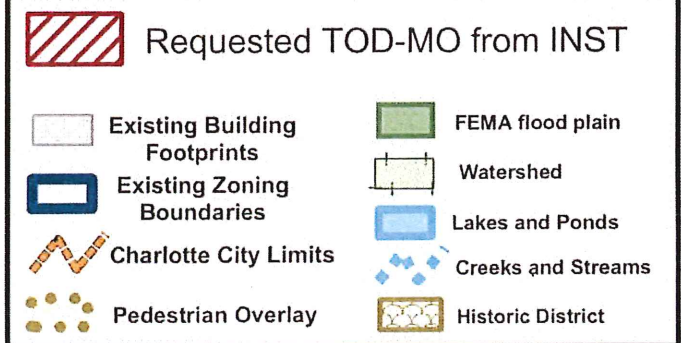 Requested TOD-MO from INST
Existing Building
Footprints
Existing Zoning
Boundaries
Charlotte City Limits
Pedestrian Overlay
FEMA flood plain
Watershed
Lakes and Ponds
Creeks and Streams
Historic District